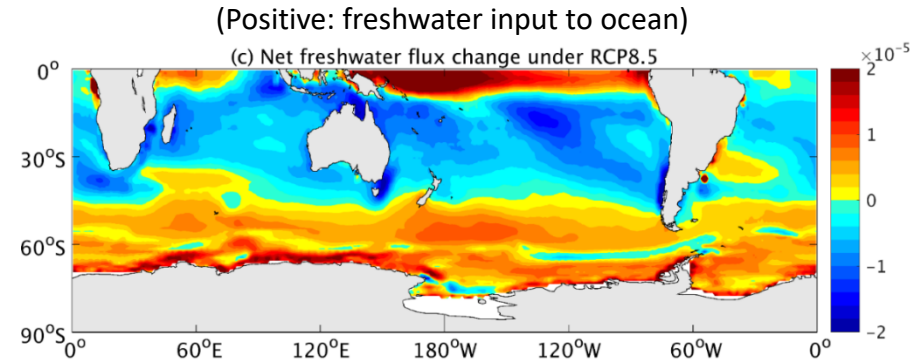 (Positive: freshwater input to ocean)
(c) Net freshwater flux change under RCP8.5
×10⁻⁵
0°
30°S
60°S
90°S
0° 60°E 120°E 180°W 120°W 60°W 0°
2
1
0
−1
−2